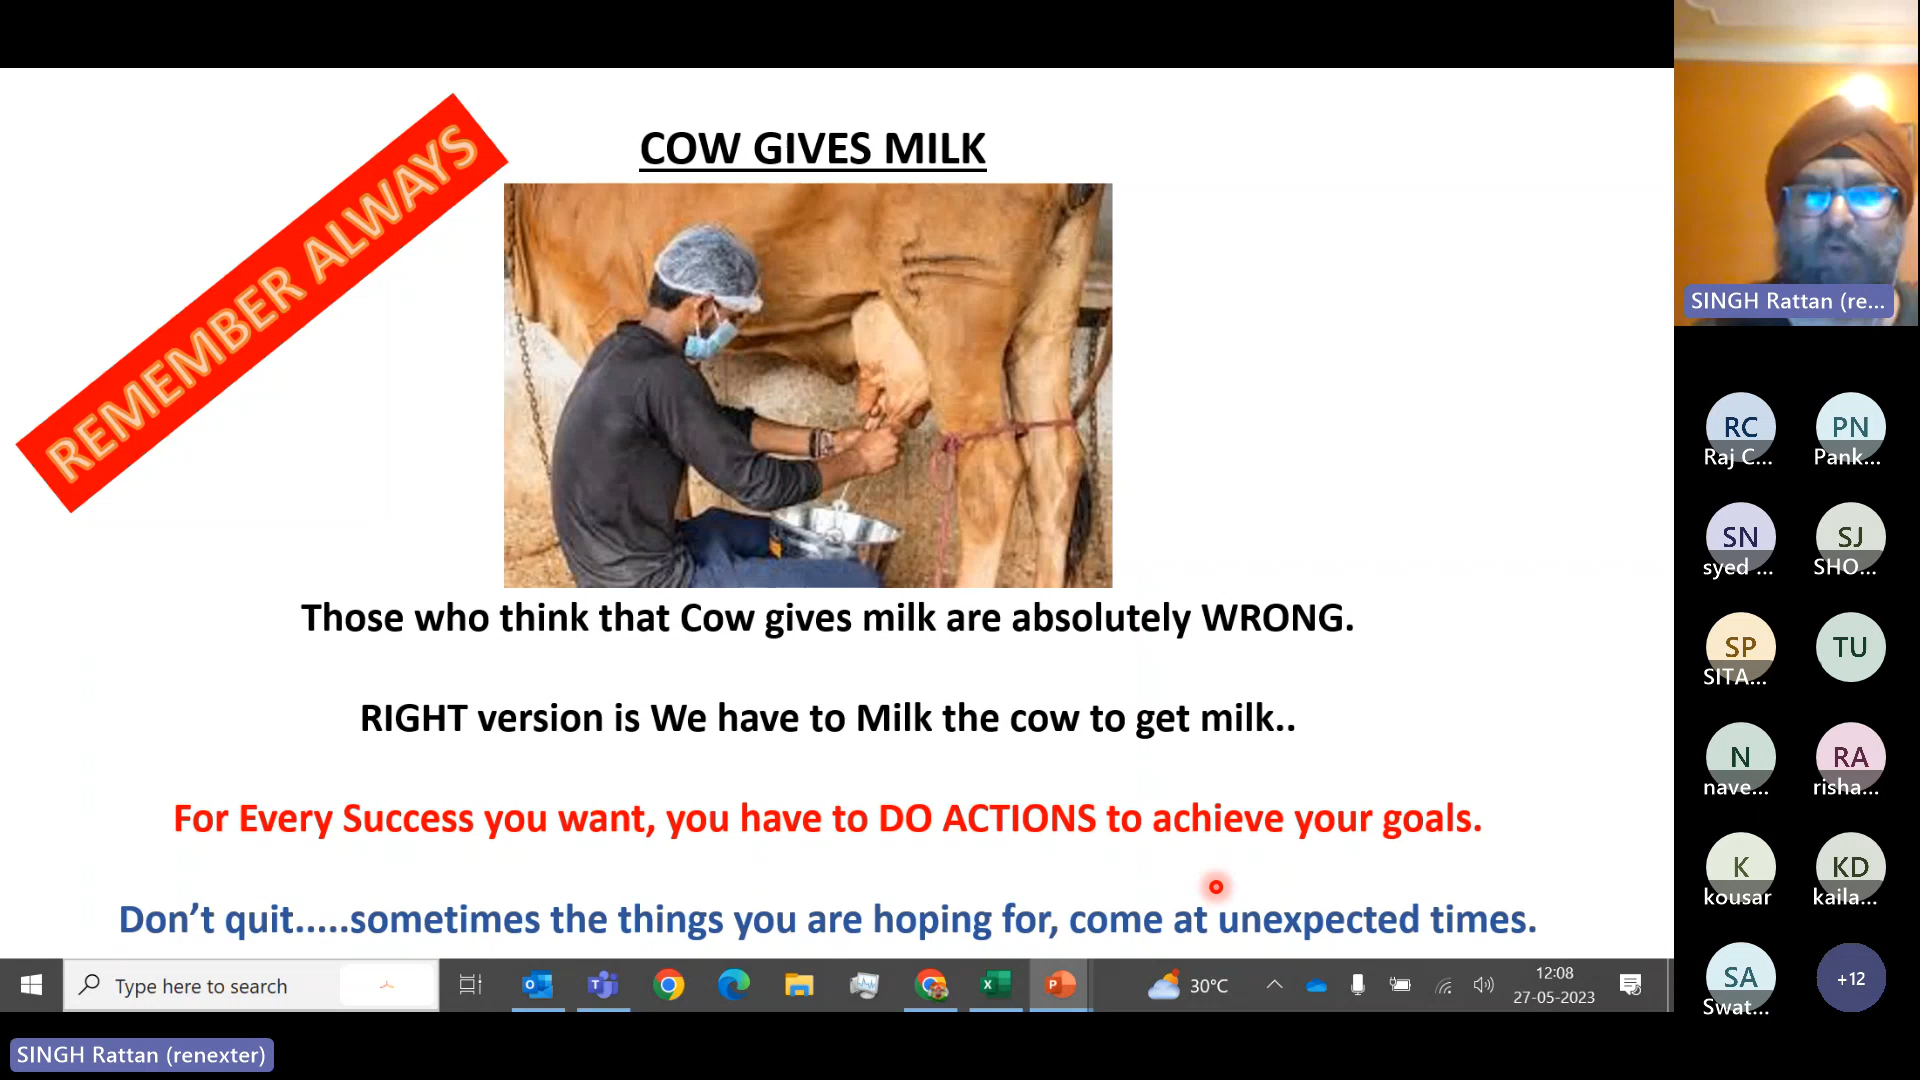 REMEMBER ALWAYS
COW GIVES MILK
Those who think that Cow gives milk are absolutely WRONG.
RIGHT version is We have to Milk the cow to get milk..
For Every Success you want, you have to DO ACTIONS to achieve your goals.
Don’t quit.....sometimes the things you are hoping for, come at unexpected times.
Type here to search
30°C
12:08
27-05-2023
SINGH Rattan (renexter)
SINGH Rattan (re...
RC PN
Raj C... Pank...
SN SJ
syed ... SHO...
SP TU
SITA...
N RA
nave... risha...
K KD
kousar kaila...
SA +12
Swat...